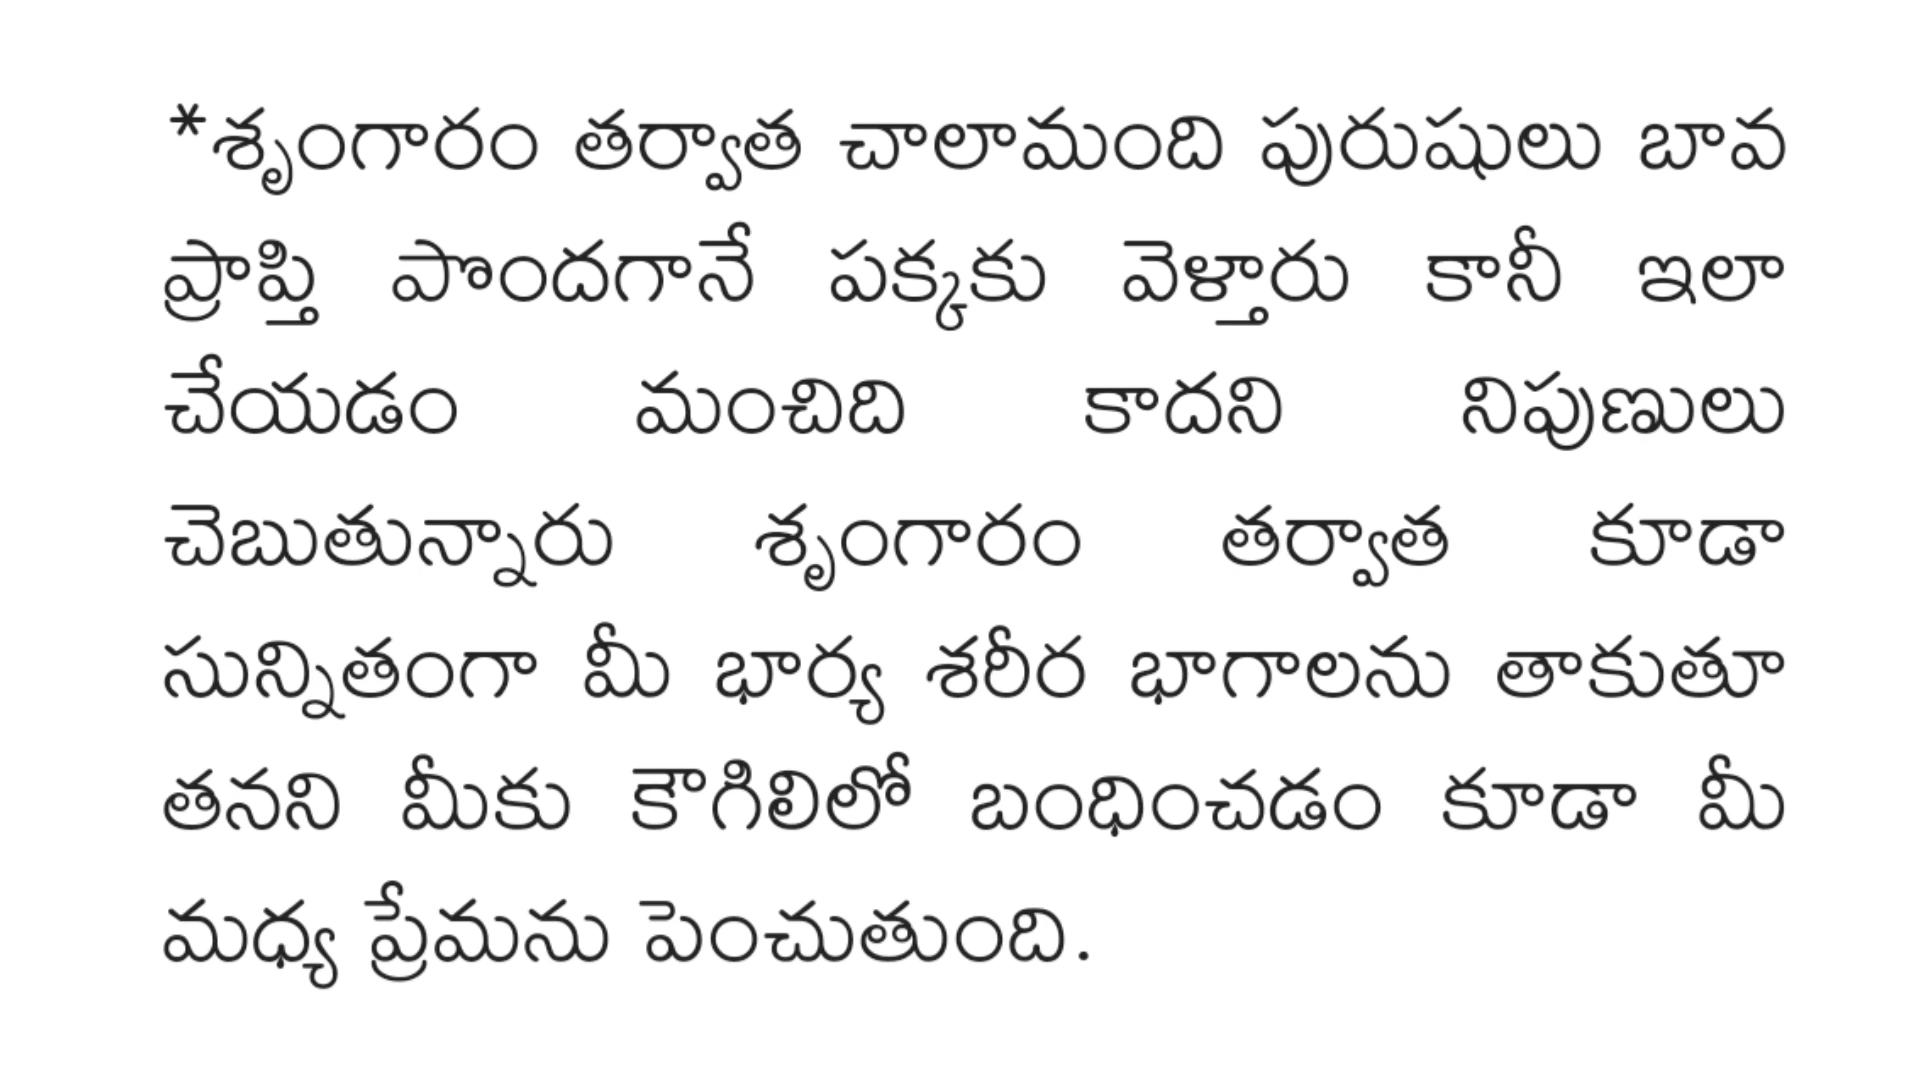 *శృంగారం తర్వాత చాలామంది పురుషులు బావ
ప్రాప్తి పొందగానే పక్కకు వెళ్తారు కానీ ఇలా
చేయడం మంచిది కాదని నిపుణులు
చెబుతున్నారు శృంగారం తర్వాత కూడా
సున్నితంగా మీ భార్య శరీర భాగాలను తాకుతూ
తనని మీకు కౌగిలిలో బంధించడం కూడా మీ
మధ్య ప్రేమను పెంచుతుంది.